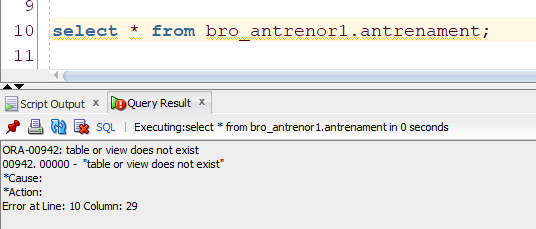 9
10 select * from bro_antrenor1.antrenament;
11
Script Output x Query Result x
SQL | Executing:select * from bro_antrenor1.antrenament in 0 seconds
ORA-00942: table or view does not exist
00942. 00000 -  "table or view does not exist"
*Cause:
*Action:
Error at Line: 10 Column: 29